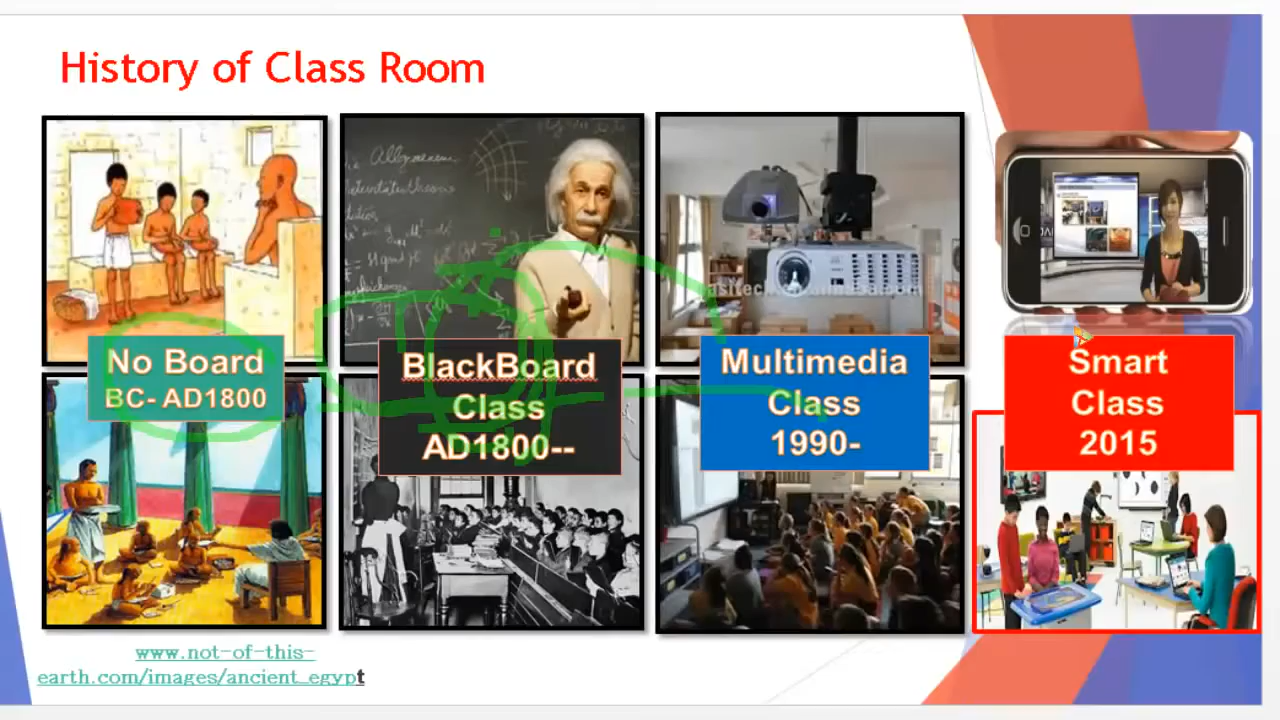 History of Class Room
No Board
BC- AD1800
BlackBoard
Class
AD1800--
Multimedia
Class
1990-
Smart
Class
2015
www.not-of-this-
earth.com/images/ancient_egypt